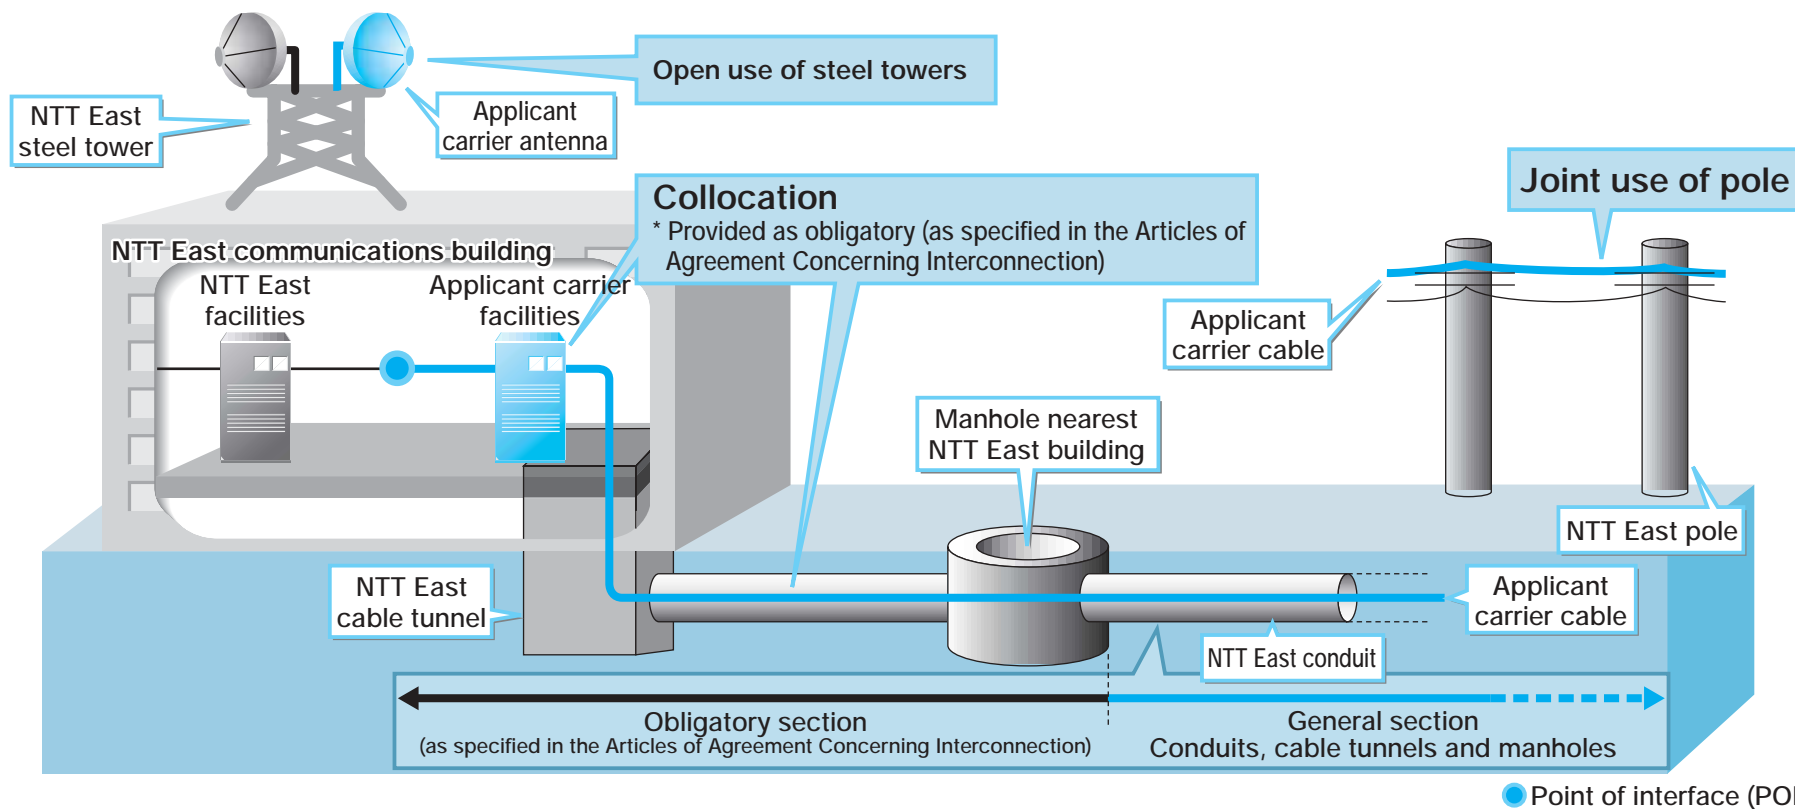 Open use of steel towers
NTT East
steel tower
Applicant
carrier antenna
Joint use of pole
Collocation
* Provided as obligatory (as specified in the Articles of
Agreement Concerning Interconnection)
NTT East communications building
NTT East
facilities
Applicant carrier
facilities
Applicant
carrier cable
Manhole nearest
NTT East building
NTT East pole
NTT East
cable tunnel
Applicant
carrier cable
NTT East conduit
Obligatory section
(as specified in the Articles of Agreement Concerning Interconnection)
General section
Conduits, cable tunnels and manholes
Point of interface (POI